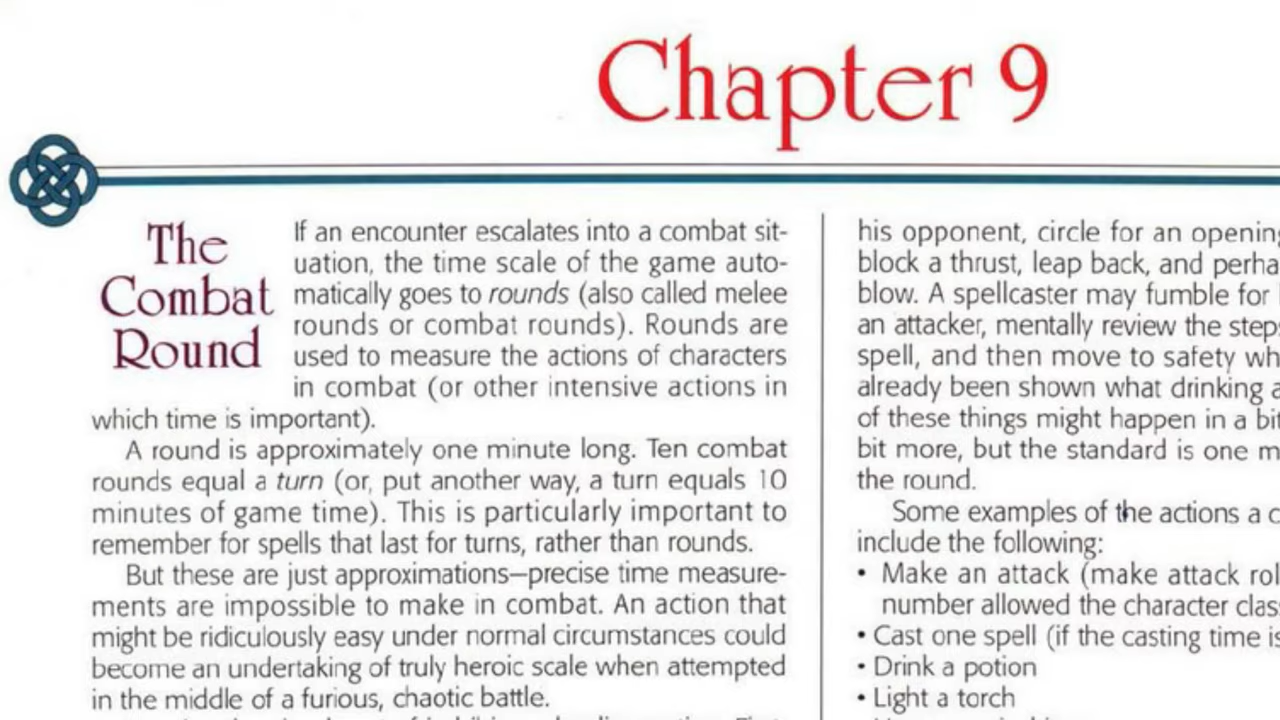 Chapter 9
The
Combat
Round
If an encounter escalates into a combat sit-
uation, the time scale of the game auto-
matically goes to rounds (also called melee
rounds or combat rounds). Rounds are
used to measure the actions of characters
in combat (or other intensive actions in
which time is important).
A round is approximately one minute long. Ten combat
rounds equal a turn (or, put another way, a turn equals 10
minutes of game time). This is particularly important to
remember for spells that last for turns, rather than rounds.
But these are just approximations—precise time measure-
ments are impossible to make in combat. An action that
might be ridiculously easy under normal circumstances could
become an undertaking of truly heroic scale when attempted
in the middle of a furious, chaotic battle.
his opponent, circle for an opening
block a thrust, leap back, and perha
blow. A spellcaster may fumble for
an attacker, mentally review the step
spell, and then move to safety wh
already been shown what drinking a
of these things might happen in a bit
bit more, but the standard is one m
the round.
Some examples of the actions a c
include the following:
• Make an attack (make attack rol
number allowed the character clas
• Cast one spell (if the casting time is
• Drink a potion
• Light a torch